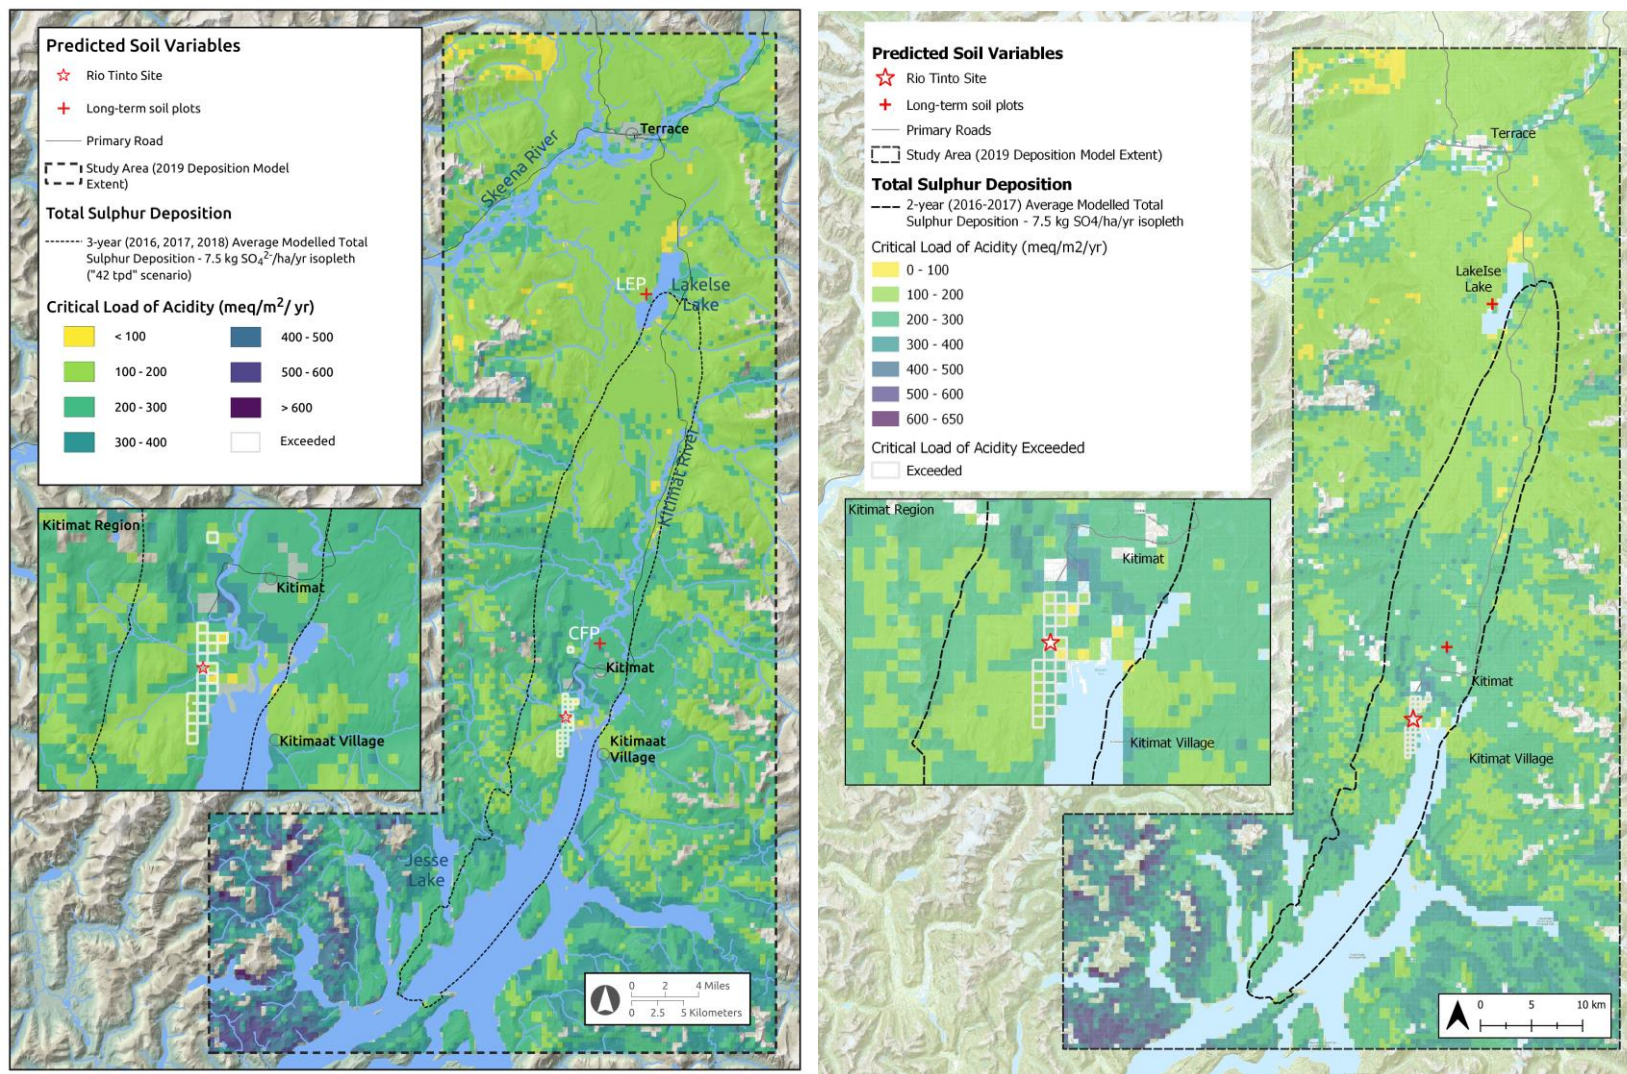 Predicted Soil Variables
Rio Tinto Site
Long-term soil plots
Primary Road
Study Area (2019 Deposition Model
Extent)
Total Sulphur Deposition
3-year (2016, 2017, 2018) Average Modelled Total
Sulphur Deposition - 7.5 kg SO₄²⁻/ha/yr isopleth
("42 tpd" scenario)
Critical Load of Acidity (meq/m²/ yr)
< 100
400 - 500
100 - 200
500 - 600
200 - 300
> 600
300 - 400
Exceeded
Terrace
Skeena River
LEP
Lakelse
Lake
Kitimat River
CFP
Kitimat
Kitimaat
Village
Jesse
Lake
Kitimat Region
Kitimat
Kitimaat Village
0 2 4 Miles
0 2.5 5 Kilometers
Predicted Soil Variables
Rio Tinto Site
Long-term soil plots
Primary Roads
Study Area (2019 Deposition Model Extent)
Total Sulphur Deposition
2-year (2016-2017) Average Modelled Total
Sulphur Deposition - 7.5 kg SO4/ha/yr isopleth
Critical Load of Acidity (meq/m2/yr)
0 - 100
100 - 200
200 - 300
300 - 400
400 - 500
500 - 600
600 - 650
Critical Load of Acidity Exceeded
Exceeded
Terrace
LakeIse
Lake
Kitimat
Kitimat Village
Kitimat Region
Kitimat
Kitimat Village
0 5 10 km